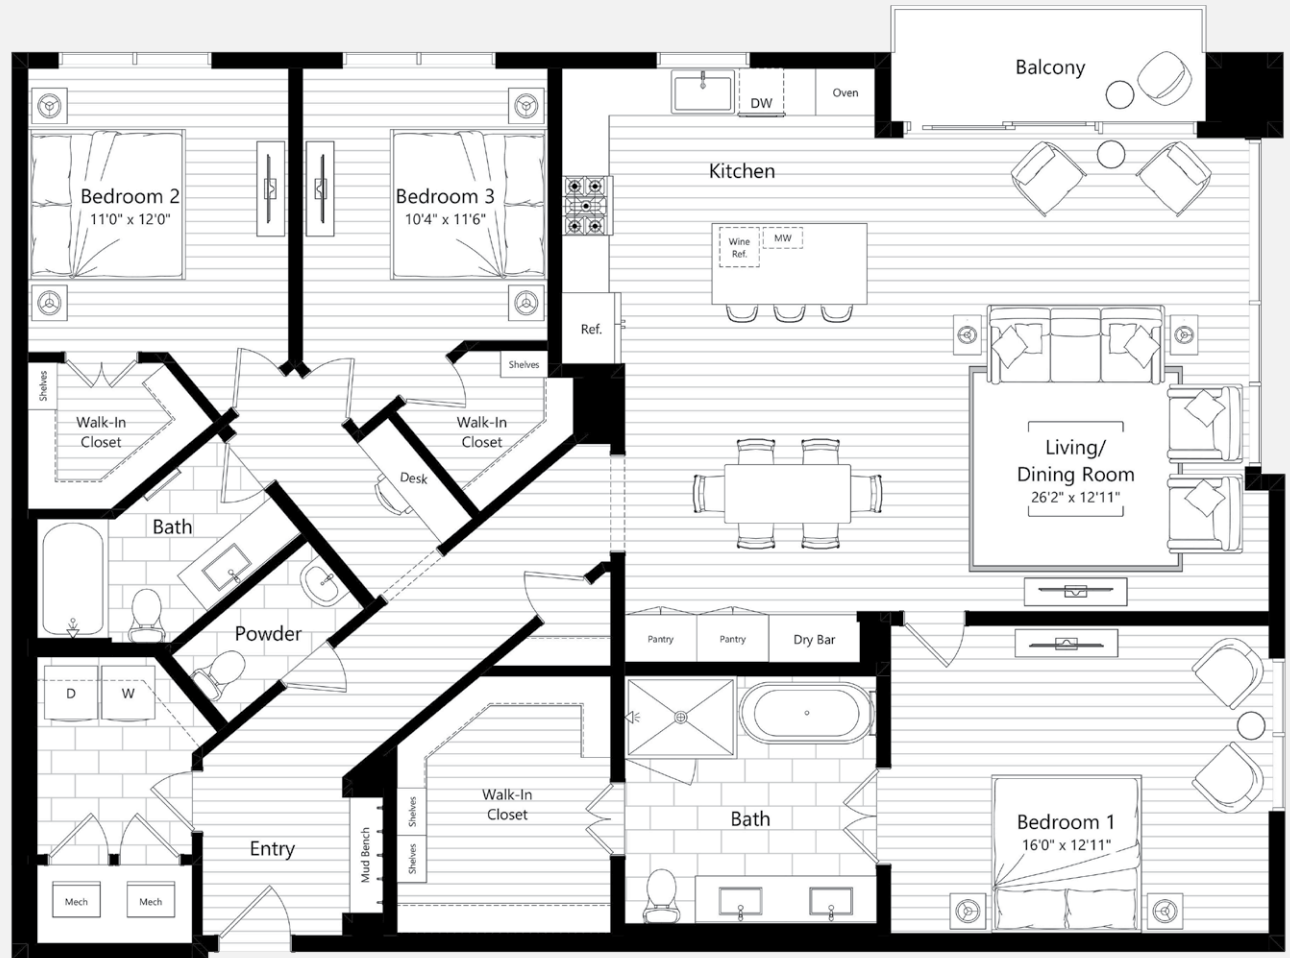 Balcony
DW
Oven
Kitchen
Bedroom 2
11'0" x 12'0"
Bedroom 3
10'4" x 11'6"
Wine
Ref.
MW
Ref.
Shelves
Shelves
Walk-In
Closet
Walk-In
Closet
Desk
Living/
Dining Room
26'2" x 12'11"
Bath
Powder
Pantry
Pantry
Dry Bar
D
W
Walk-In
Closet
Shelves
Shelves
Bath
Bedroom 1
16'0" x 12'11"
Entry
Mud Bench
Mech
Mech